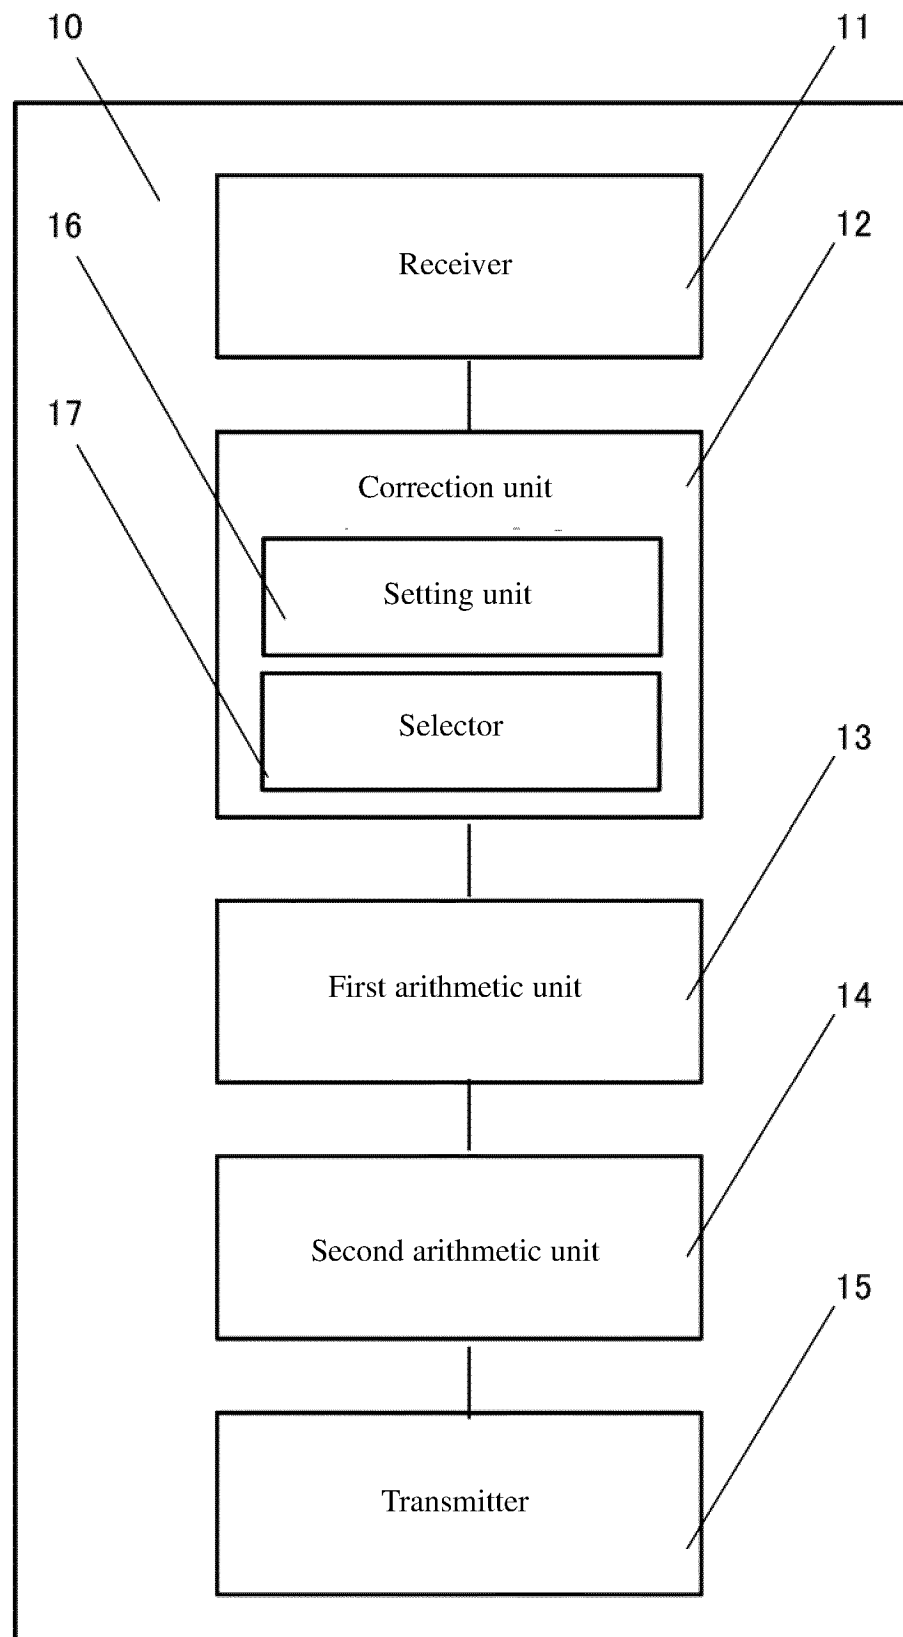 10
11
Receiver
16
12
17
Correction unit
Setting unit
Selector
13
First arithmetic unit
14
Second arithmetic unit
15
Transmitter